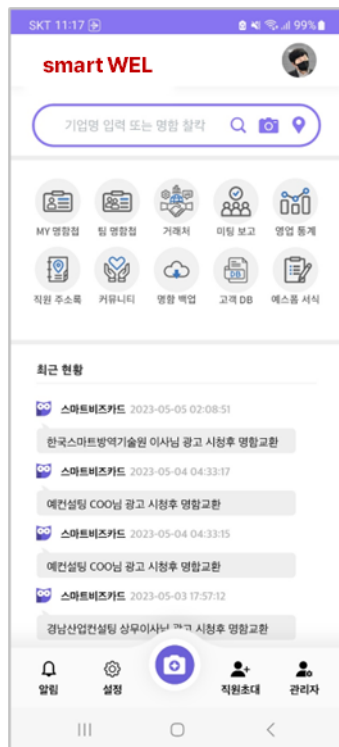 SKT 11:17
99%
smart WEL
기업명 입력 또는 명함 찰칵
MY 명함첩 팀 명함첩 거래처 미팅 보고 영업 통계
DB
직원 주소록 커뮤니티 명함 백업 고객 DB 예스폼 서식
최근 현황
스마트비즈카드 2023-05-05 02:08:51
한국스마트방역기술원 이사님 광고 시청후 명함교환
스마트비즈카드 2023-05-04 04:33:17
예컨설팅 COO님 광고 시청후 명함교환
스마트비즈카드 2023-05-04 04:33:15
예컨설팅 COO님 광고 시청후 명함교환
스마트비즈카드 2023-05-03 17:57:12
경남산업컨설팅 상무이사님 광고 시청후 명함교환
알림 설정 직원초대 관리자